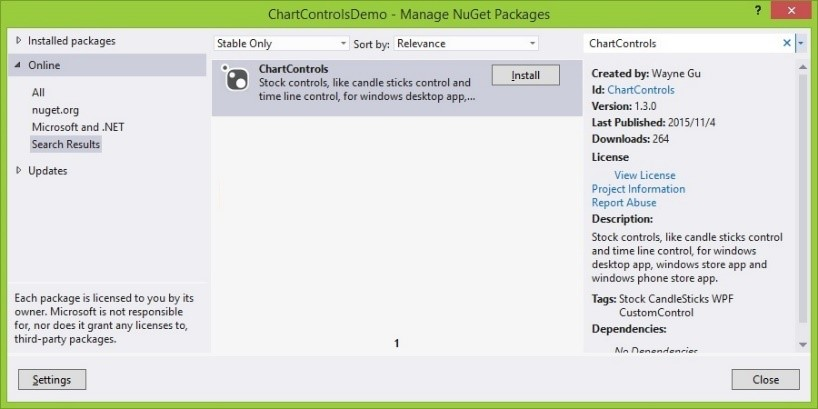 ChartControlsDemo - Manage NuGet Packages
?
Installed packages
Online
All
nuget.org
Microsoft and .NET
Search Results
Updates
Each package is licensed to you by its
owner. Microsoft is not responsible
for, nor does it grant any licenses to,
third-party packages.
Settings
Stable Only
Sort by: Relevance
ChartControls
Stock controls, like candle sticks control and
time line control, for windows desktop app,...
Install
1
ChartControls
Created by: Wayne Gu
Id: ChartControls
Version: 1.3.0
Last Published: 2015/11/4
Downloads: 264
License
View License
Project Information
Report Abuse
Description:
Stock controls, like candle sticks control
and time line control, for windows
desktop app, windows store app and
windows phone store app.
Tags: Stock CandleSticks WPF
CustomControl
Dependencies:
No Dependencies
Close